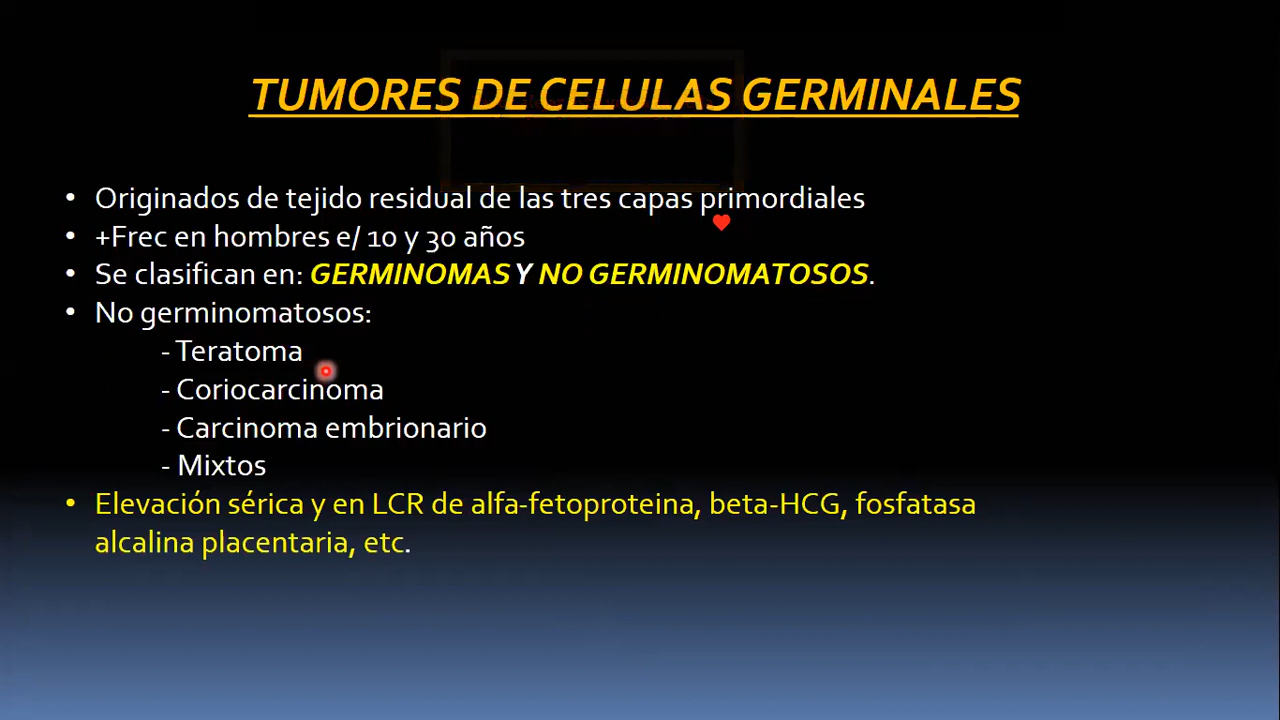 TUMORES DE CELULAS GERMINALES
• Originados de tejido residual de las tres capas primordiales
• +Frec en hombres e/ 10 y 30 años
• Se clasifican en: GERMINOMAS Y NO GERMINOMATOSOS.
• No germinomatosos:
- Teratoma
- Coriocarcinoma
- Carcinoma embrionario
- Mixtos
• Elevación sérica y en LCR de alfa-fetoproteina, beta-HCG, fosfatasa
alcalina placentaria, etc.